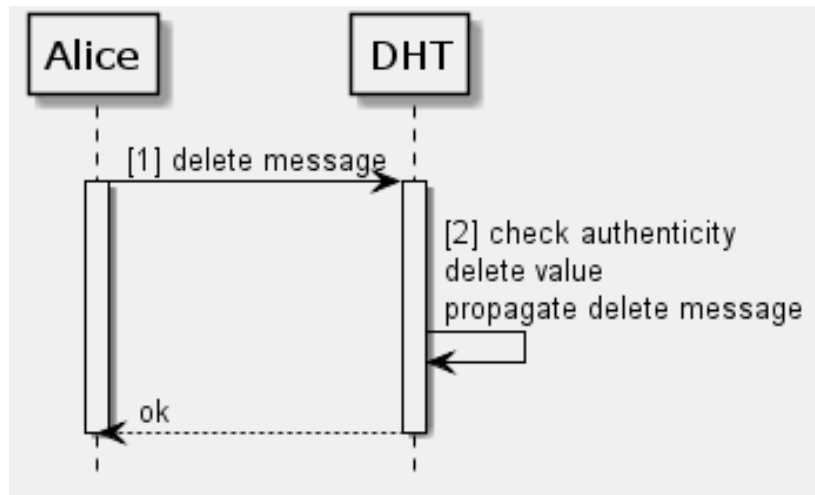 Alice
DHT
[1] delete message
[2] check authenticity
delete value
propagate delete message
ok